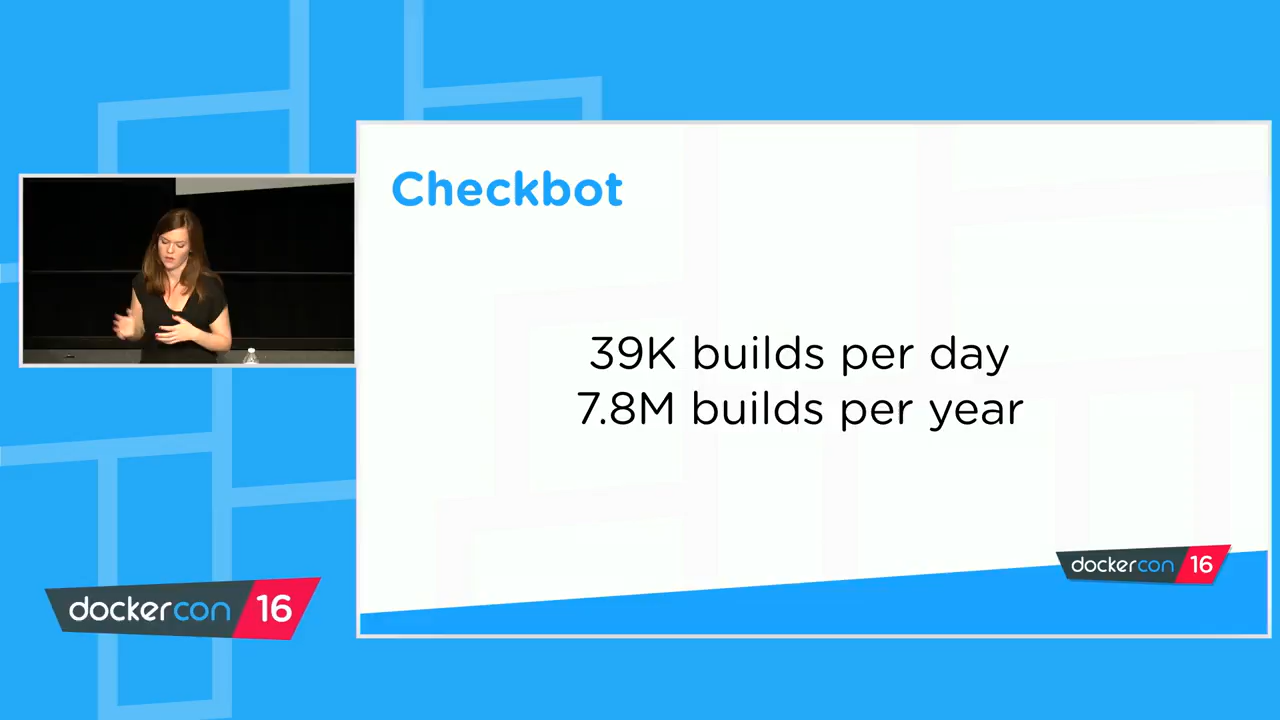 Checkbot
39K builds per day
7.8M builds per year
dockercon 16
dockercon 16